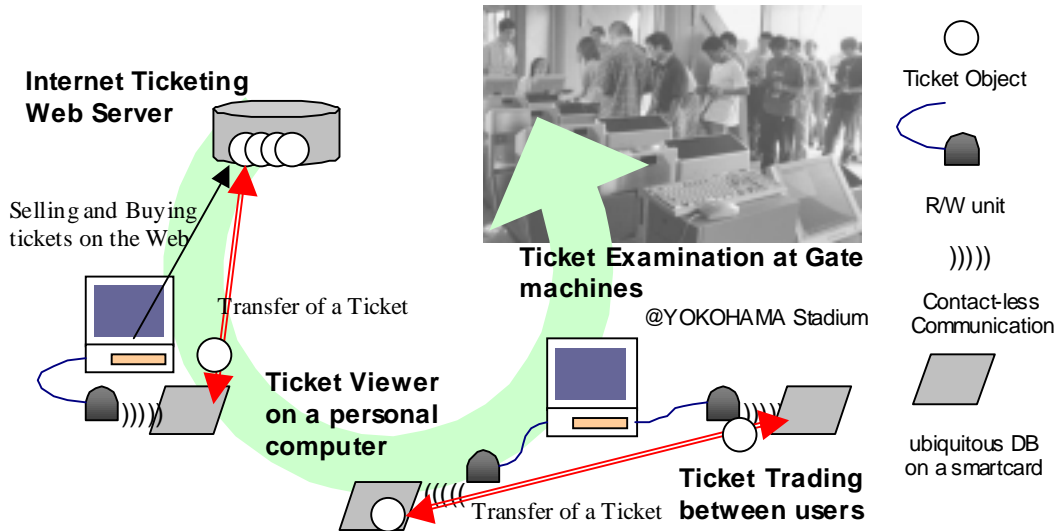 Internet Ticketing
Web Server
Selling and Buying
tickets on the Web
Transfer of a Ticket
Ticket Viewer
on a personal
computer
Ticket Examination at Gate
machines
@YOKOHAMA Stadium
Transfer of a Ticket
Ticket Trading
between users
Ticket Object
R/W unit
)))))
Contact-less
Communication
ubiquitous DB
on a smartcard